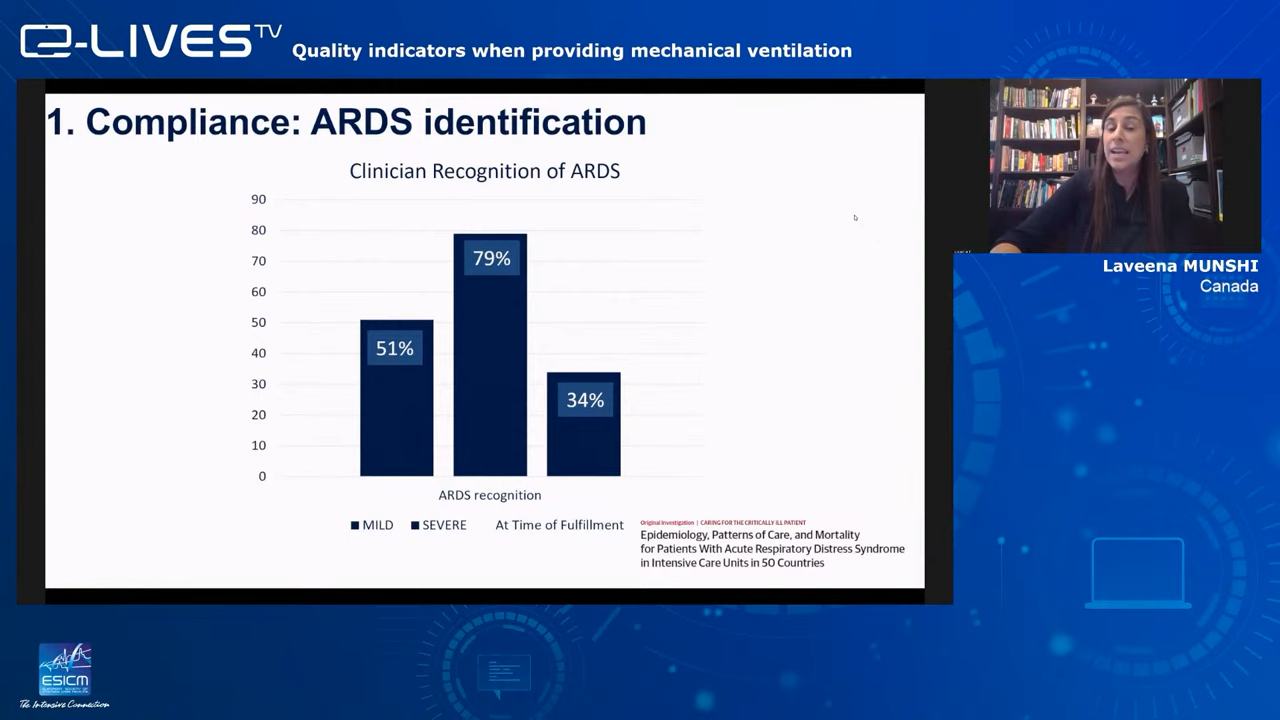 e-LIVES TV
Quality indicators when providing mechanical ventilation
1. Compliance: ARDS identification
Clinician Recognition of ARDS
90
80
70
60
50
40
30
20
10
0
51%
79%
34%
ARDS recognition
MILD SEVERE At Time of Fulfillment
Original Investigation | CARING FOR THE CRITICALLY ILL PATIENT
Epidemiology, Patterns of Care, and Mortality
for Patients With Acute Respiratory Distress Syndrome
in Intensive Care Units in 50 Countries
Laveena MUNSHI
Canada
ESICM
The Intensive Connection